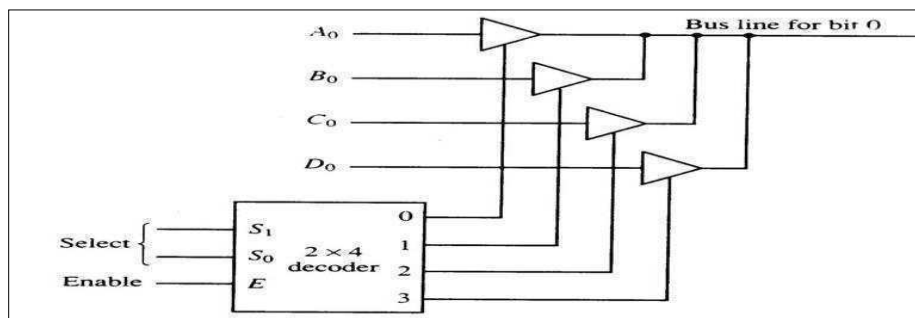 Bus line for bit 0
A0
B0
C0
D0
Select
Enable
S1
S0
E
2 × 4
decoder
0
1
2
3